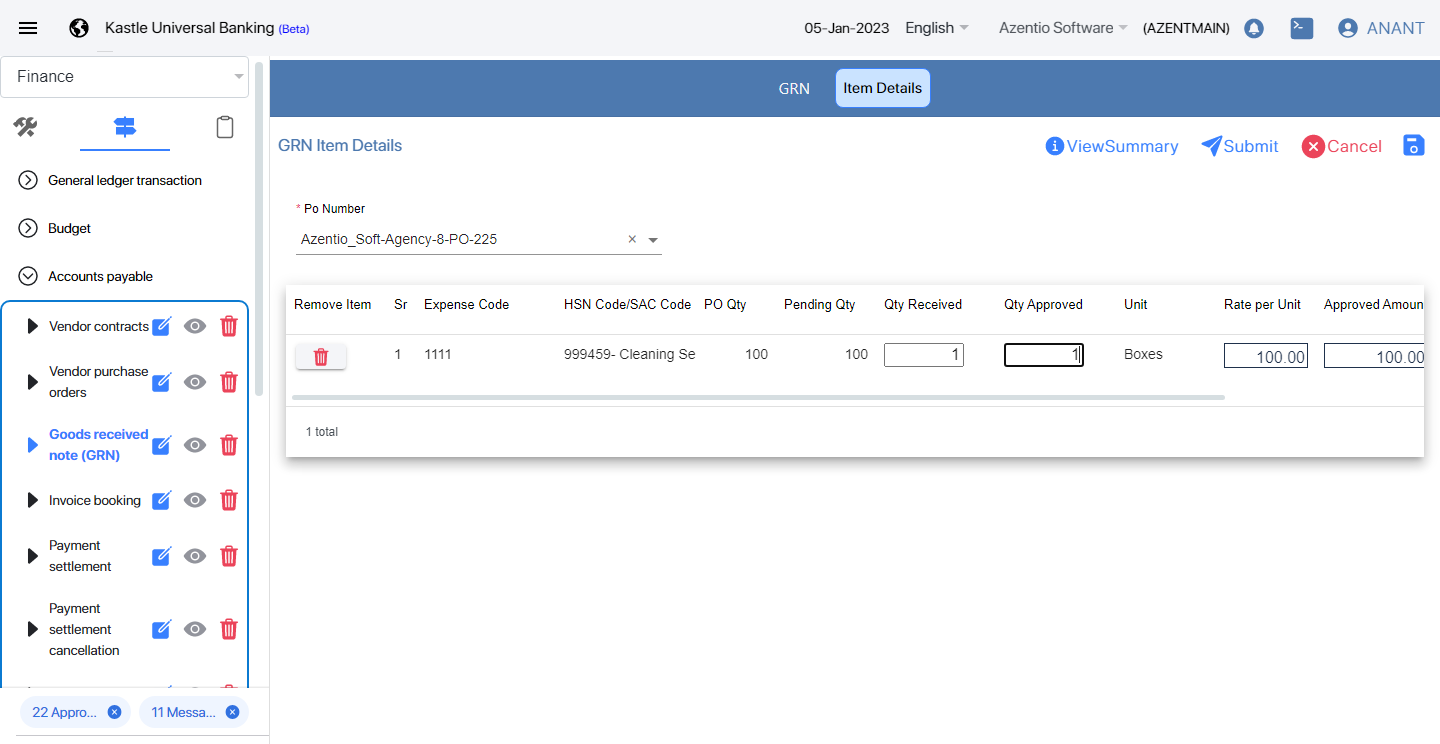 Kastle Universal Banking (Beta)
05-Jan-2023
English
Azentio Software
(AZENTMAIN)
ANANT
Finance
GRN
Item Details
GRN Item Details
ViewSummary
Submit
Cancel
General ledger transaction
Budget
Accounts payable
Vendor contracts
Vendor purchase
orders
Goods received
note (GRN)
Invoice booking
Payment
settlement
Payment
settlement
cancellation
22 Appro...
11 Messa...
* Po Number
Azentio_Soft-Agency-8-PO-225
Remove Item Sr Expense Code HSN Code/SAC Code PO Qty Pending Qty Qty Received Qty Approved Unit Rate per Unit Approved Amoun
1 1111 999459- Cleaning Se 100 100 1 1 Boxes 100.00 100.00
1 total